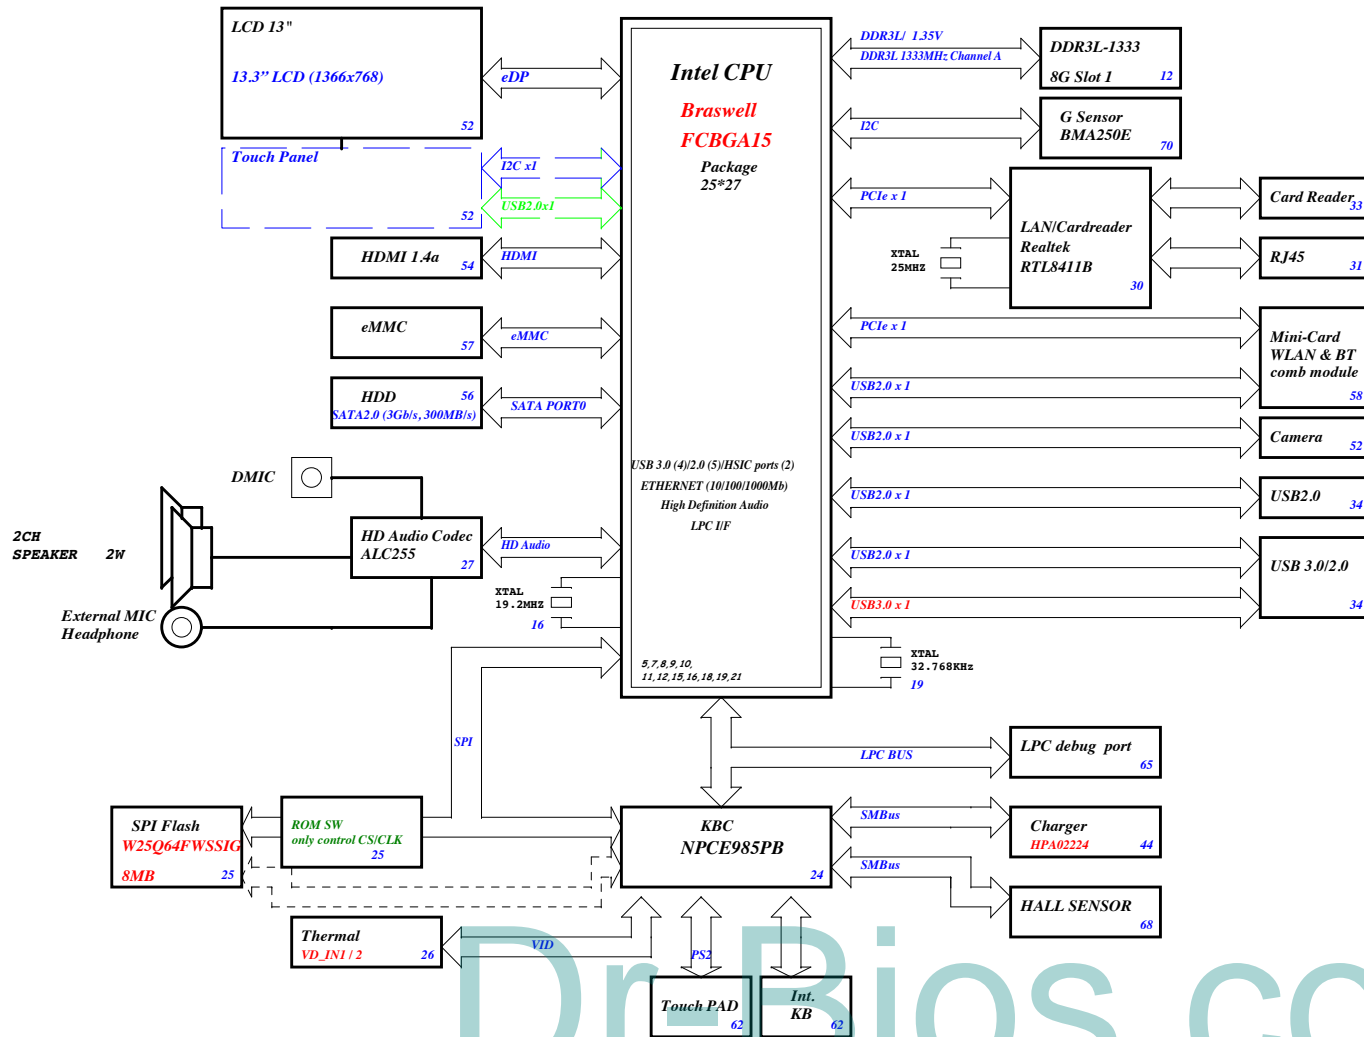 LCD 13"
13.3” LCD (1366x768)
52
eDP
Touch Panel
52
I2C x1
USB2.0x1
HDMI 1.4a
54
HDMI
eMMC
57
eMMC
HDD
56
SATA2.0 (3Gb/s, 300MB/s)
SATA PORT0
DMIC
2CH
SPEAKER 2W
HD Audio Codec
ALC255
27
HD Audio
External MIC
Headphone
XTAL
19.2MHZ
16
Intel CPU
Braswell
FCBGA15
Package
25*27
USB 3.0 (4)/2.0 (5)/HSIC ports (2)
ETHERNET (10/100/1000Mb)
High Definition Audio
LPC I/F
5,7,8,9,10,
11,12,15,16,18,19,21
DDR3L/ 1.35V
DDR3L 1333MHz Channel A
DDR3L-1333
8G Slot 1
12
I2C
G Sensor
BMA250E
70
PCIe x 1
XTAL
25MHZ
LAN/Cardreader
Realtek
RTL8411B
30
Card Reader
33
RJ45
31
PCIe x 1
USB2.0 x 1
Mini-Card
WLAN & BT
comb module
58
USB2.0 x 1
Camera
52
USB2.0 x 1
USB2.0
34
USB2.0 x 1
USB3.0 x 1
USB 3.0/2.0
34
XTAL
32.768KHz
19
SPI
LPC BUS
LPC debug port
65
SPI Flash
W25Q64FWSSIG
8MB
25
ROM SW
only control CS/CLK
25
KBC
NPCE985PB
24
SMBus
Charger
HPA02224
44
SMBus
HALL SENSOR
68
Thermal
VD_IN1 / 2
26
VID
PS2
Touch PAD
62
Int.
KB
62
Dr-Bios.co